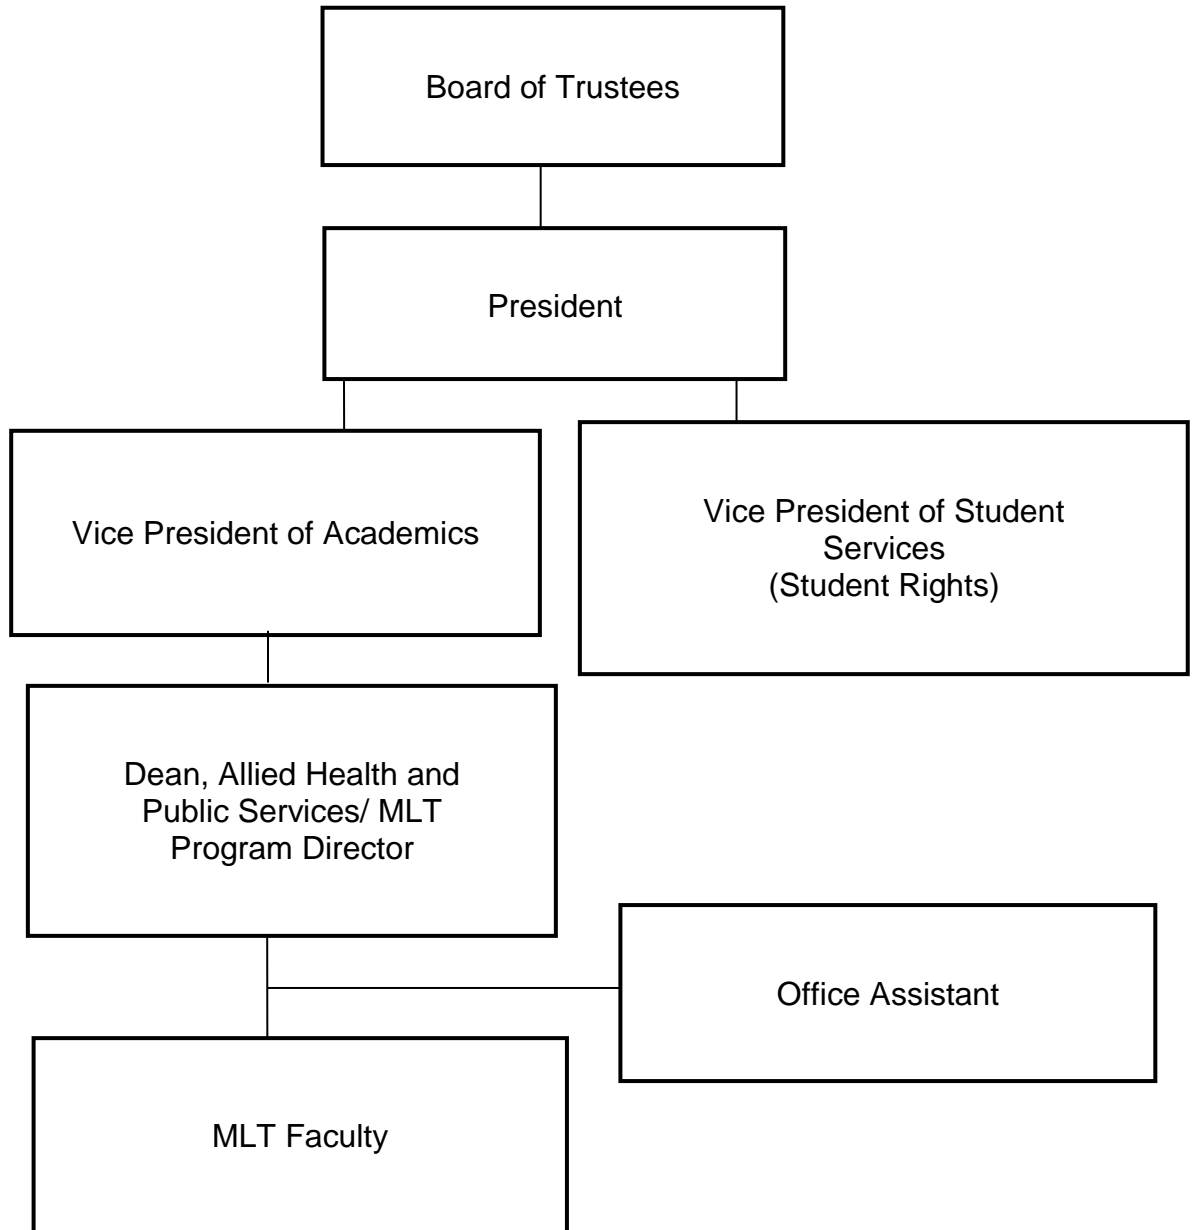 Board of Trustees
President
Vice President of Academics
Vice President of Student
Services
(Student Rights)
Dean, Allied Health and
Public Services/ MLT
Program Director
Office Assistant
MLT Faculty